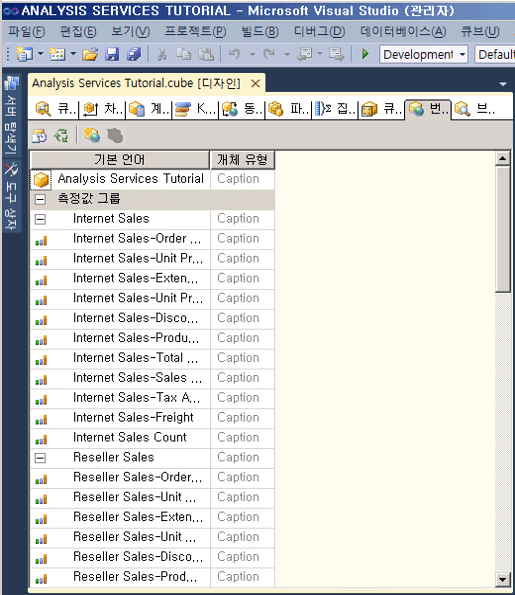 ANALYSIS SERVICES TUTORIAL - Microsoft Visual Studio (관리자)
파일(F) 편집(E) 보기(V) 프로젝트(P) 빌드(B) 디버그(D) 데이터베이스(A) 큐브(U)
Development Default
서버 탐색기
도구 상자
Analysis Services Tutorial.cube [디자인]
큐.. 차.. 계... K... 동.. 파.. 집.. 큐.. 번.. 브..
기본 언어 개체 유형
Analysis Services Tutorial Caption
측정값 그룹
Internet Sales Caption
Internet Sales-Order ... Caption
Internet Sales-Unit Pr... Caption
Internet Sales-Exten... Caption
Internet Sales-Unit Pr... Caption
Internet Sales-Disco... Caption
Internet Sales-Produ... Caption
Internet Sales-Total ... Caption
Internet Sales-Sales ... Caption
Internet Sales-Tax A... Caption
Internet Sales-Freight Caption
Internet Sales Count Caption
Reseller Sales Caption
Reseller Sales-Order... Caption
Reseller Sales-Unit ... Caption
Reseller Sales-Exten... Caption
Reseller Sales-Unit ... Caption
Reseller Sales-Disco... Caption
Reseller Sales-Prod... Caption